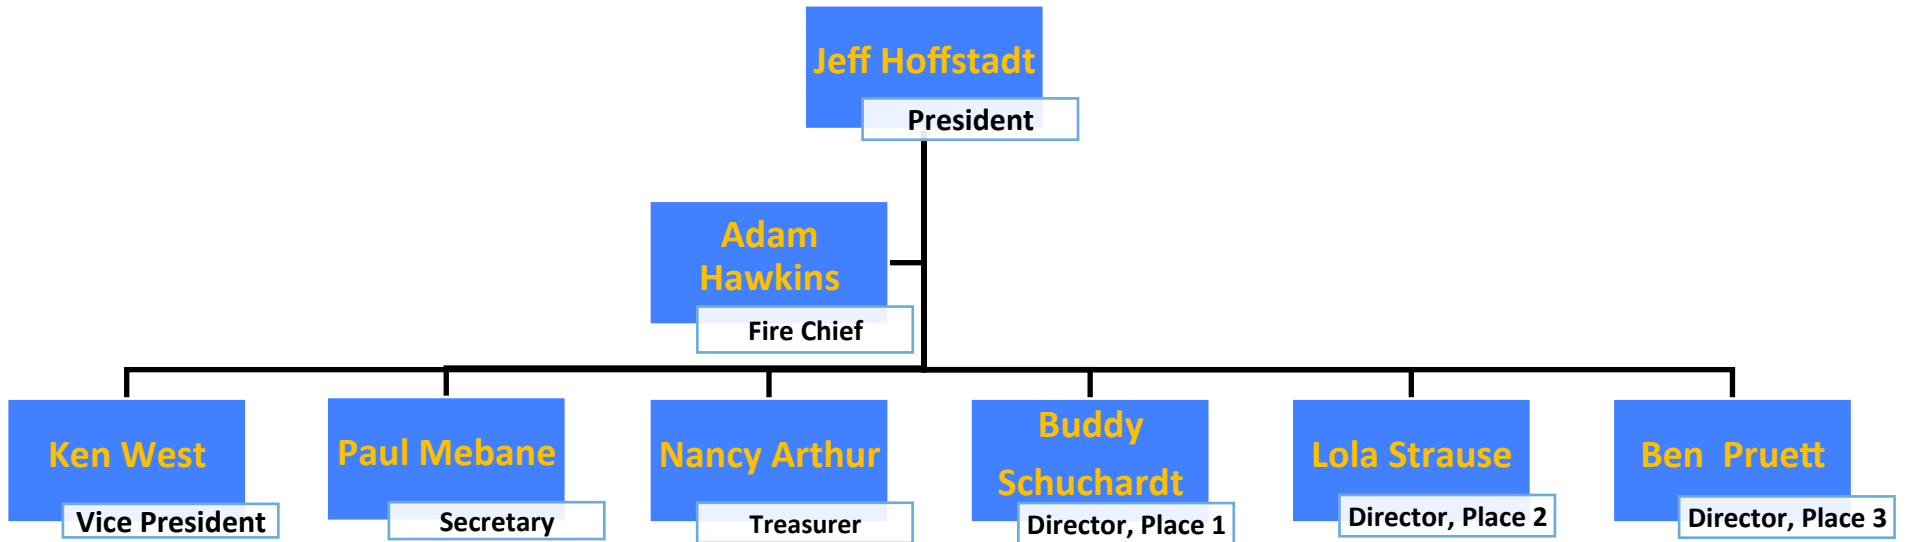 Jeff Hoffstadt
President
Adam
Hawkins
Fire Chief
Ken West
Vice President
Paul Mebane
Secretary
Nancy Arthur
Treasurer
Buddy
Schuchardt
Director, Place 1
Lola Strause
Director, Place 2
Ben Pruett
Director, Place 3